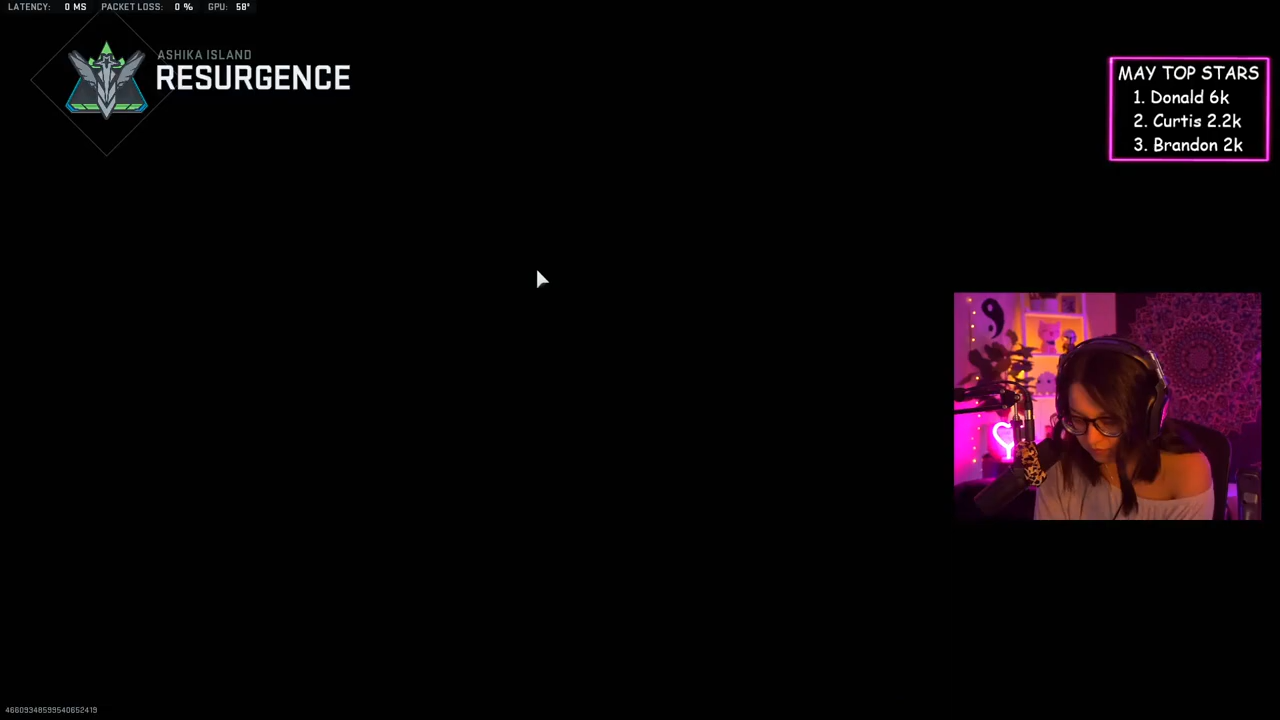 LATENCY: 0 MS PACKET LOSS: 0 % GPU: 58°
ASHIKA ISLAND
RESURGENCE
MAY TOP STARS
1. Donald 6k
2. Curtis 2.2k
3. Brandon 2k
46609348599540652419